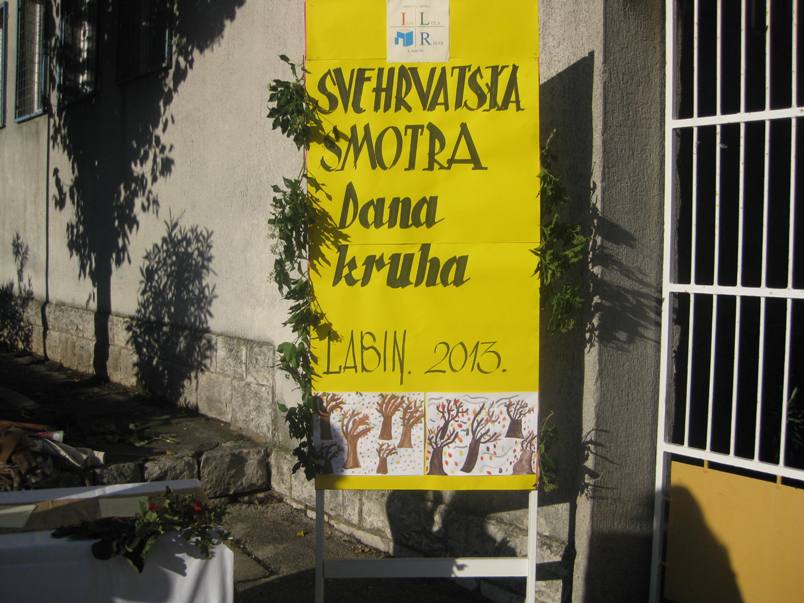 I L
R
SVEHRVATSKA
SMOTRA
Dana
kruha
LABIN. 2013.